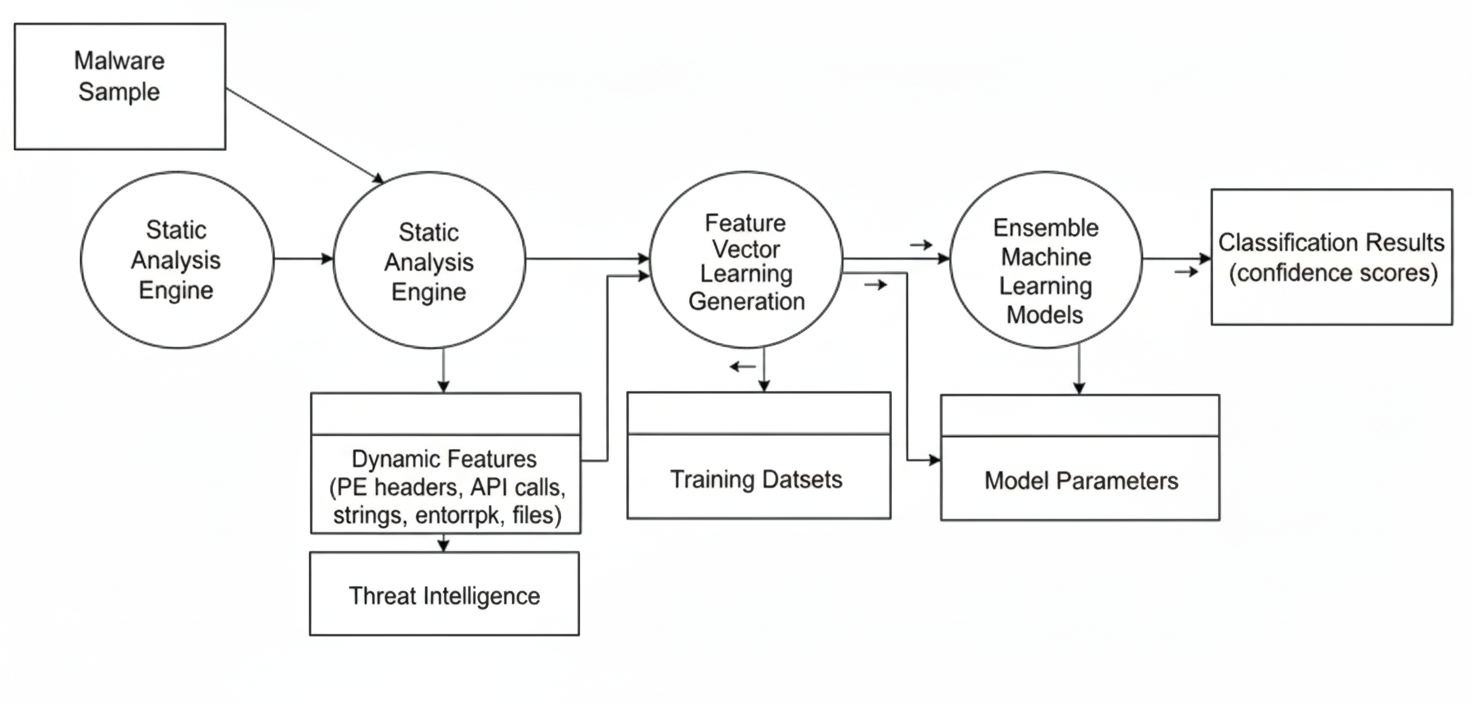 Malware
Sample
Static
Analysis
Engine
Static
Analysis
Engine
Feature
Vector
Learning
Generation
Ensemble
Machine
Learning
Models
Classification Results
(confidence scores)
Dynamic Features
(PE headers, API calls,
strings, entorrpk, files)
Training Datsets
Model Parameters
Threat Intelligence